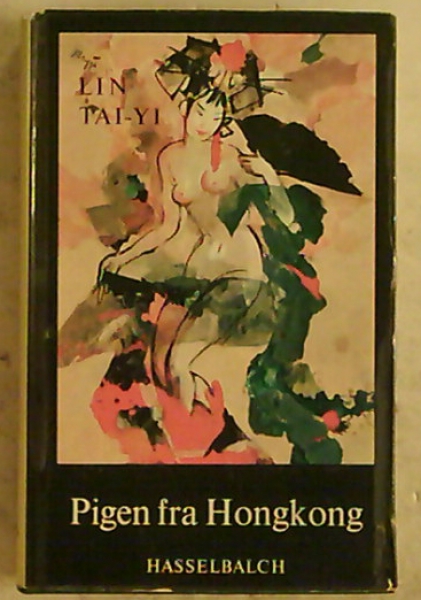 LIN
TAI-YI
Pigen fra Hongkong
HASSELBALCH